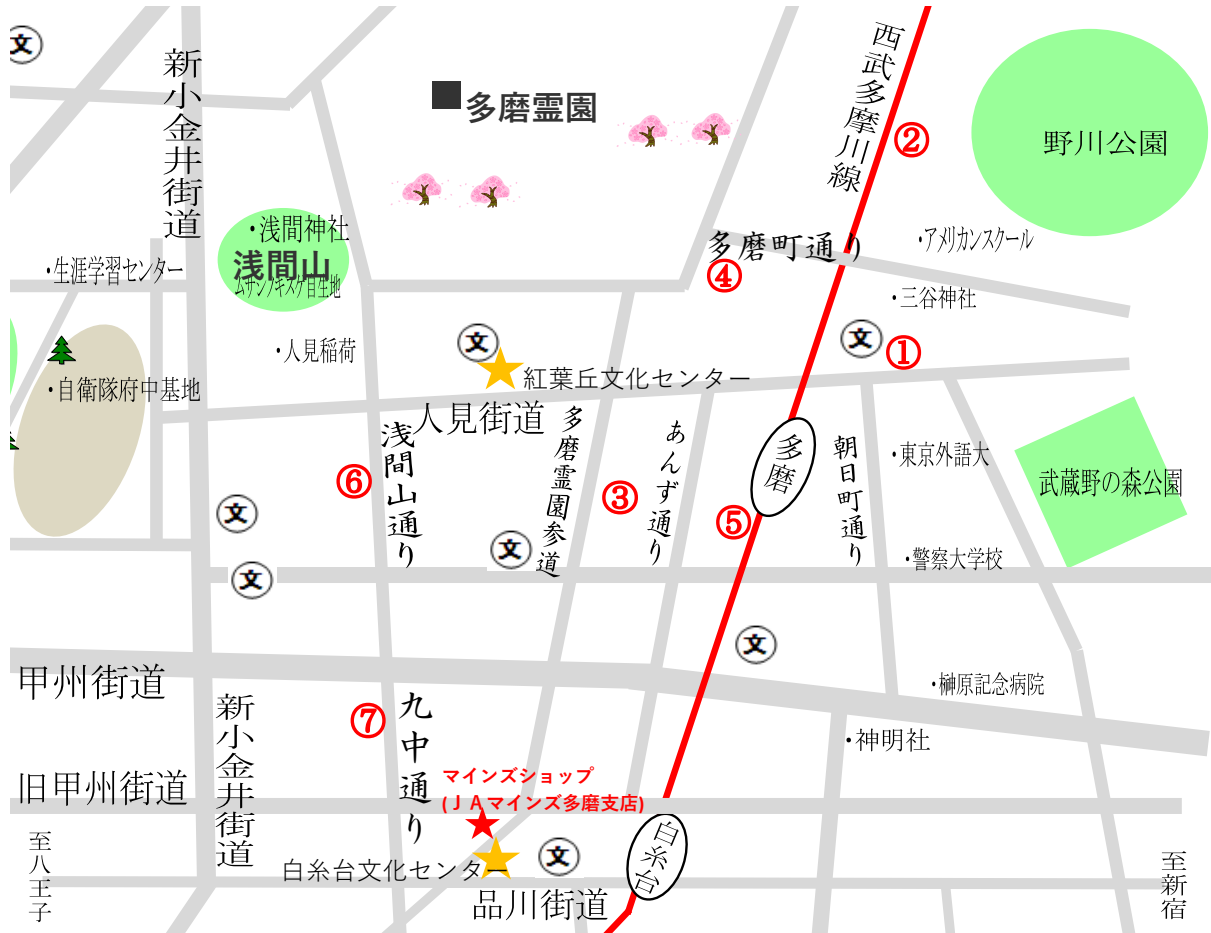 文
新小金井街道
多磨霊園
西武多摩川線
②
野川公園
・浅間神社
浅間山
ムサシノキスゲ自生地
多磨町通り
④
・アメリカンスクール
・生涯学習センター
・三谷神社
文
①
文
・人見稲荷
紅葉丘文化センター
・自衛隊府中基地
人見街道
浅間山通り
⑥
多磨霊園参道
③
あんず通り
多磨
⑤
朝日町通り
・東京外語大
武蔵野の森公園
文
文
文
・警察大学校
文
甲州街道
・榊原記念病院
新小金井街道
⑦
九中通り
・神明社
マインズショップ
(ＪＡマインズ多磨支店)
旧甲州街道
至八王子
白糸台文化センター
文
白糸台
至新宿
品川街道